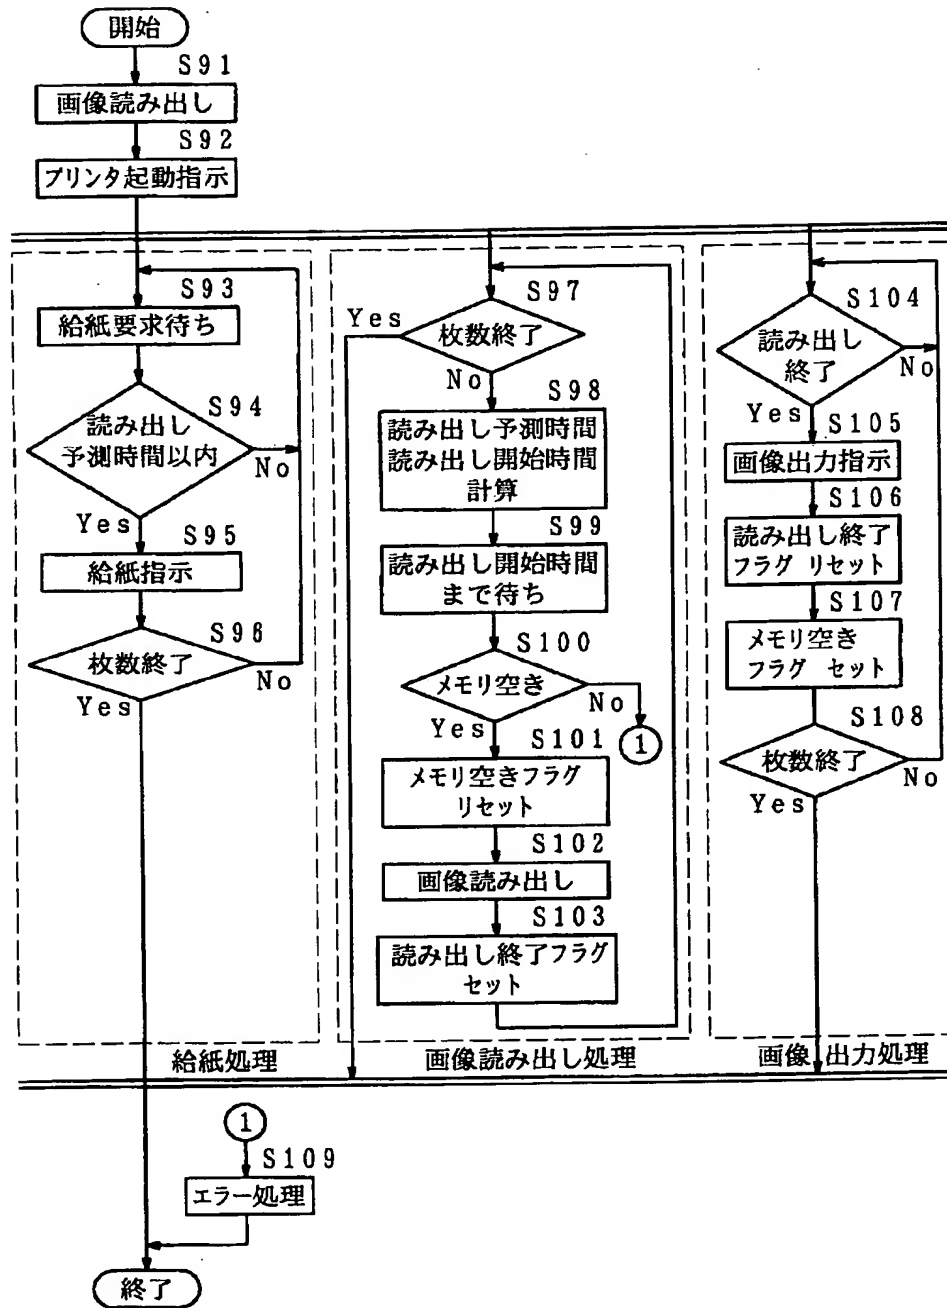 開始
S91
画像読み出し
S92
プリンタ起動指示
S93
給紙要求待ち
S94
読み出し
予測時間以内
No
Yes
S95
給紙指示
S96
枚数終了
No
Yes
給紙処理
S97
Yes
枚数終了
No
S98
読み出し予測時間
読み出し開始時間
計算
S99
読み出し開始時間
まで待ち
S100
メモリ空き
No
①
Yes
S101
メモリ空きフラグ
リセット
S102
画像読み出し
S103
読み出し終了フラグ
セット
画像読み出し処理
S104
読み出し
終了
No
Yes
S105
画像出力指示
S106
読み出し終了
フラグ リセット
S107
メモリ空き
フラグ セット
S108
枚数終了
No
Yes
画像 出力処理
①
S109
エラー処理
終了